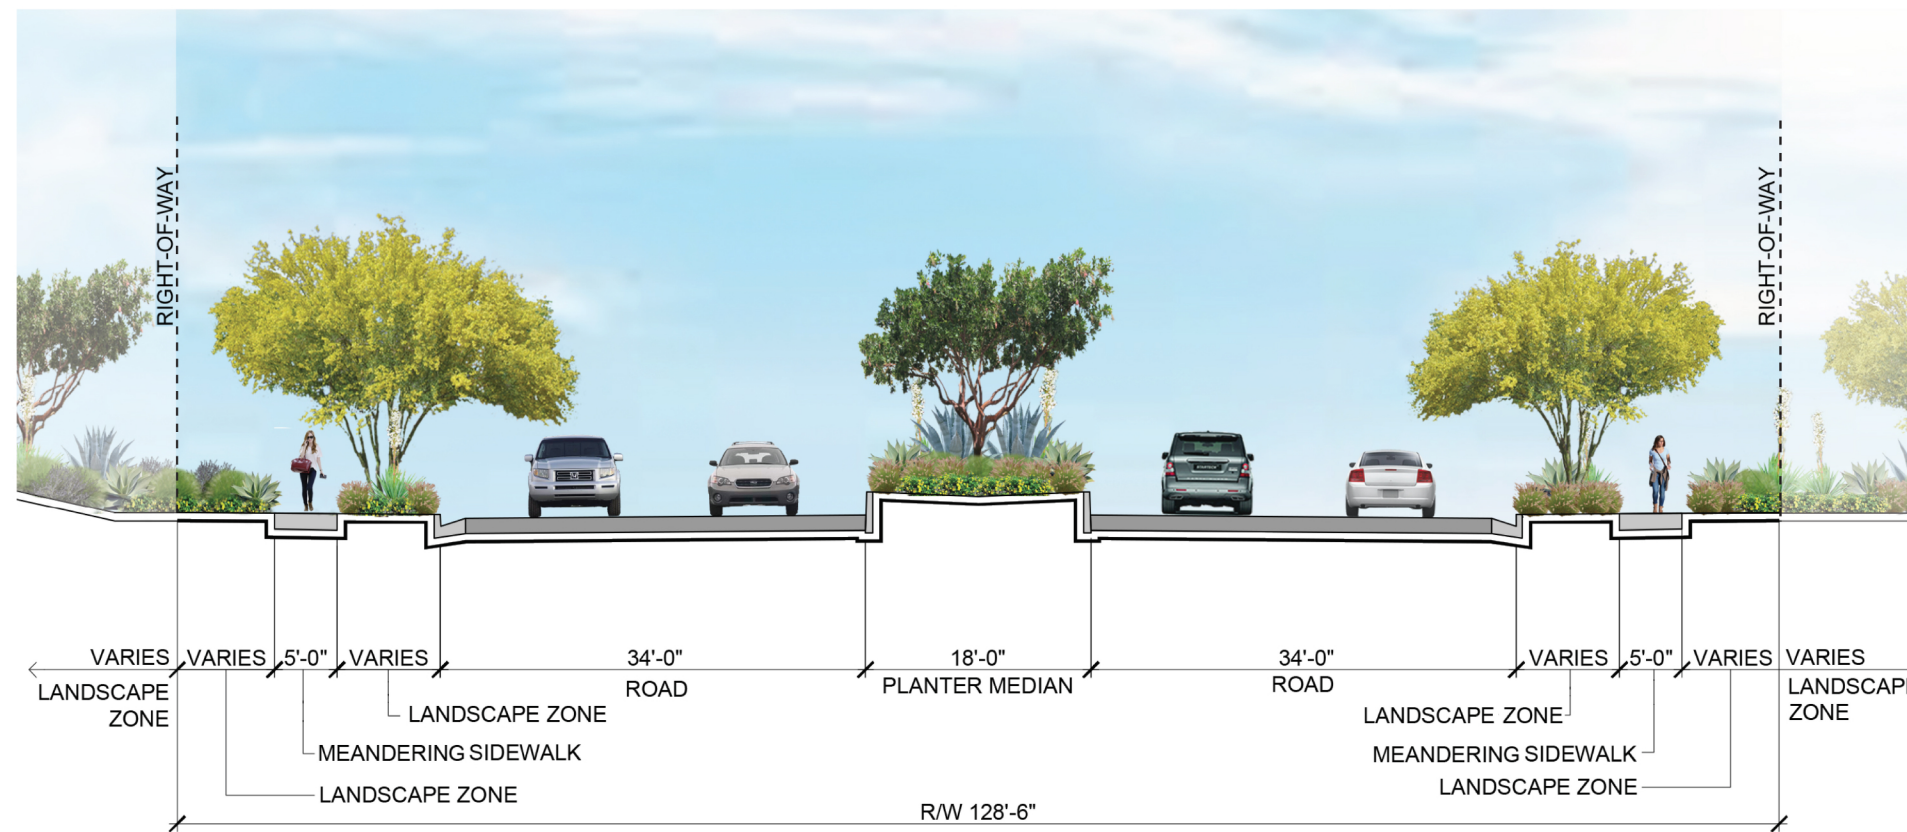 RIGHT-OF-WAY
RIGHT-OF-WAY
VARIES
VARIES
5'-0"
VARIES
34'-0"
18'-0"
34'-0"
VARIES
5'-0"
VARIES
VARIES
LANDSCAPE
ZONE
ROAD
PLANTER MEDIAN
ROAD
LANDSCAP
ZONE
LANDSCAPE ZONE
LANDSCAPE ZONE
MEANDERING SIDEWALK
MEANDERING SIDEWALK
LANDSCAPE ZONE
LANDSCAPE ZONE
R/W 128'-6"